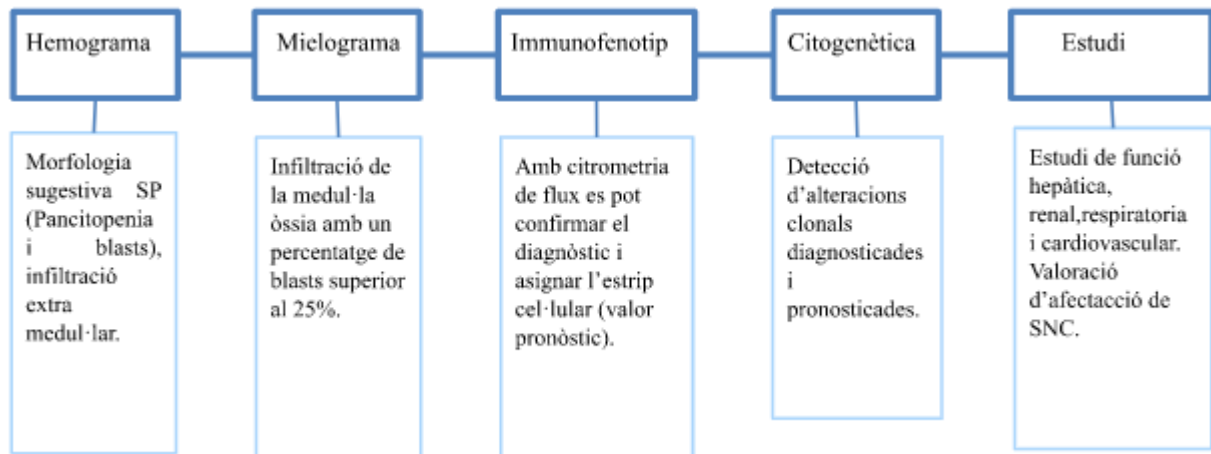 Hemograma
Mielograma
Immunofenotip
Citogenètica
Estudi
Morfologia
sugestiva SP
(Pancitopenia
i blasts),
infiltració
extra
medul·lar.
Infiltració de
la medul·la
òssia amb un
percentatge de
blasts superior
al 25%.
Amb citrometria
de flux es pot
confirmar el
diagnòstic i
asignar l'estrip
cel·lular (valor
pronòstic).
Detecció
d'alteracions
clonals
diagnosticades
i
pronosticades.
Estudi de funció
hepàtica,
renal,respiratoria
i cardiovascular.
Valoració
d'afectacció de
SNC.